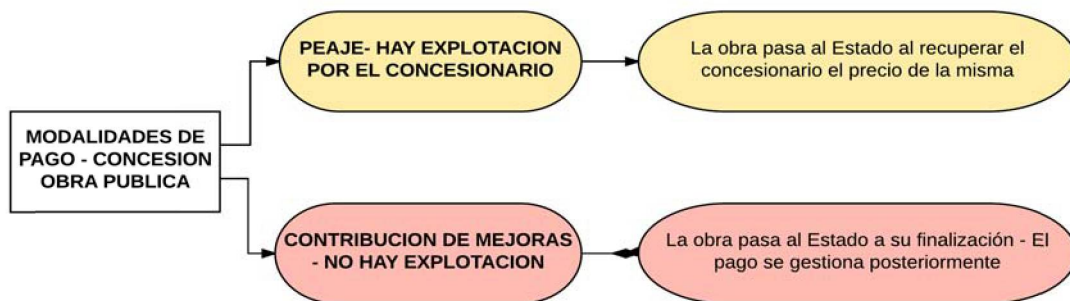 MODALIDADES DE
PAGO - CONCESION
OBRA PUBLICA
PEAJE- HAY EXPLOTACION
POR EL CONCESIONARIO
La obra pasa al Estado al recuperar el
concesionario el precio de la misma
CONTRIBUCION DE MEJORAS
- NO HAY EXPLOTACION
La obra pasa al Estado a su finalización - El
pago se gestiona posteriormente